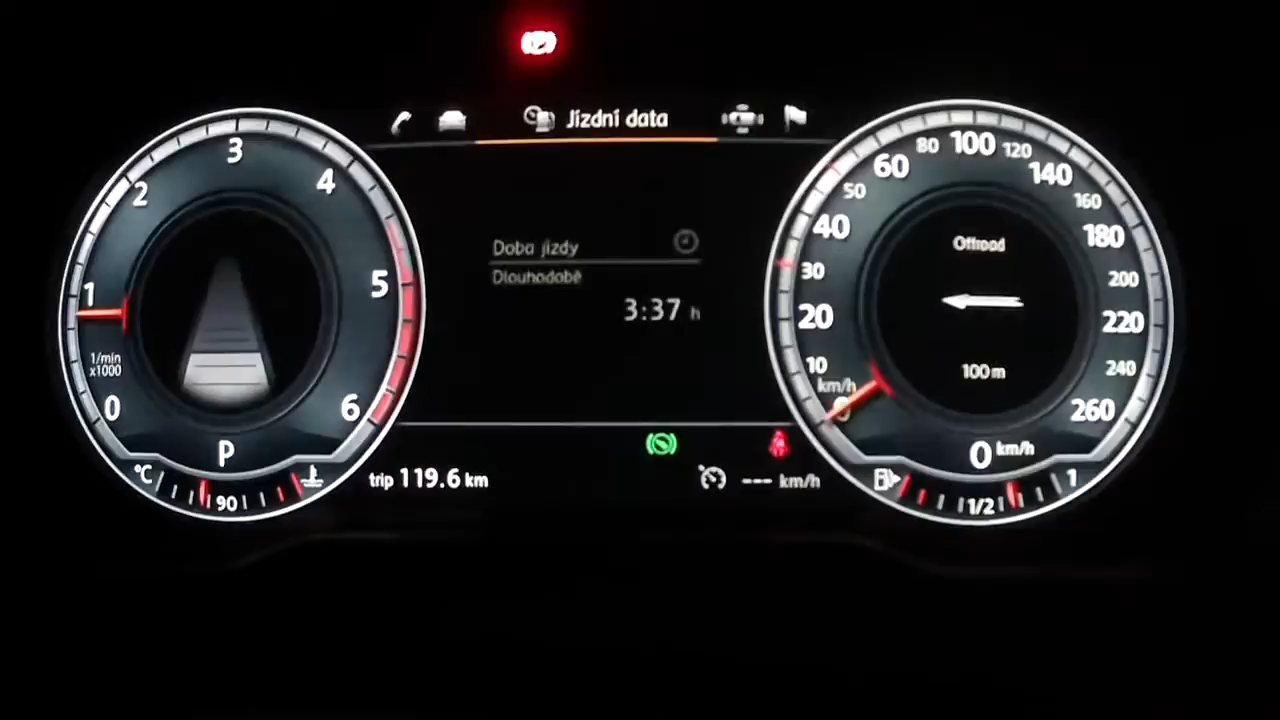 Jízdní data
1
2
3
4
5
6
0
1/min
x1000
P
°C
90
Doba jízdy
Dlouhodobě
3:37 h
trip 119.6 km
--- km/h
0
10
20
30
40
50
60
80
100
120
140
160
180
200
220
240
260
km/h
Offroad
100 m
0 km/h
1/2
1